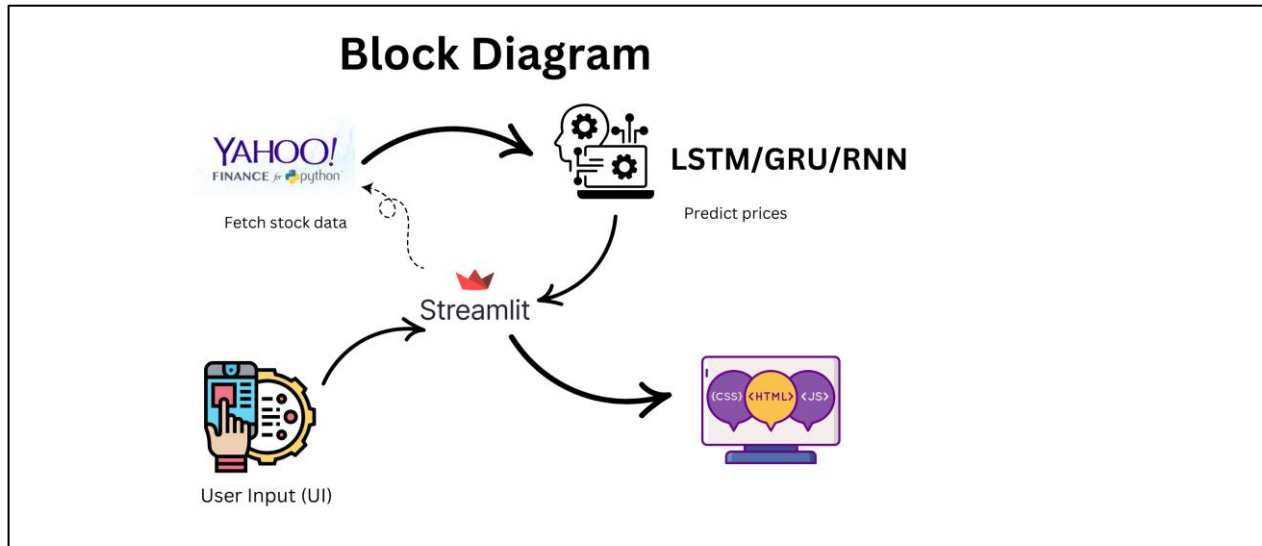 Block Diagram
YAHOO!
FINANCE for python
LSTM/GRU/RNN
Fetch stock data
Predict prices
Streamlit
{CSS} <HTML> <JS>
User Input (UI)